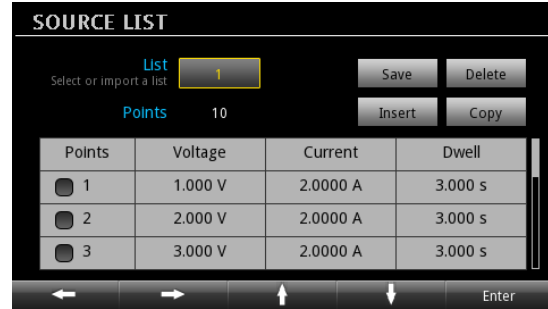 SOURCE LIST
List
Select or import a list
1
Save
Delete
Points
10
Insert
Copy
Points Voltage Current Dwell
1 1.000 V 2.0000 A 3.000 s
2 2.000 V 2.0000 A 3.000 s
3 3.000 V 2.0000 A 3.000 s
Enter